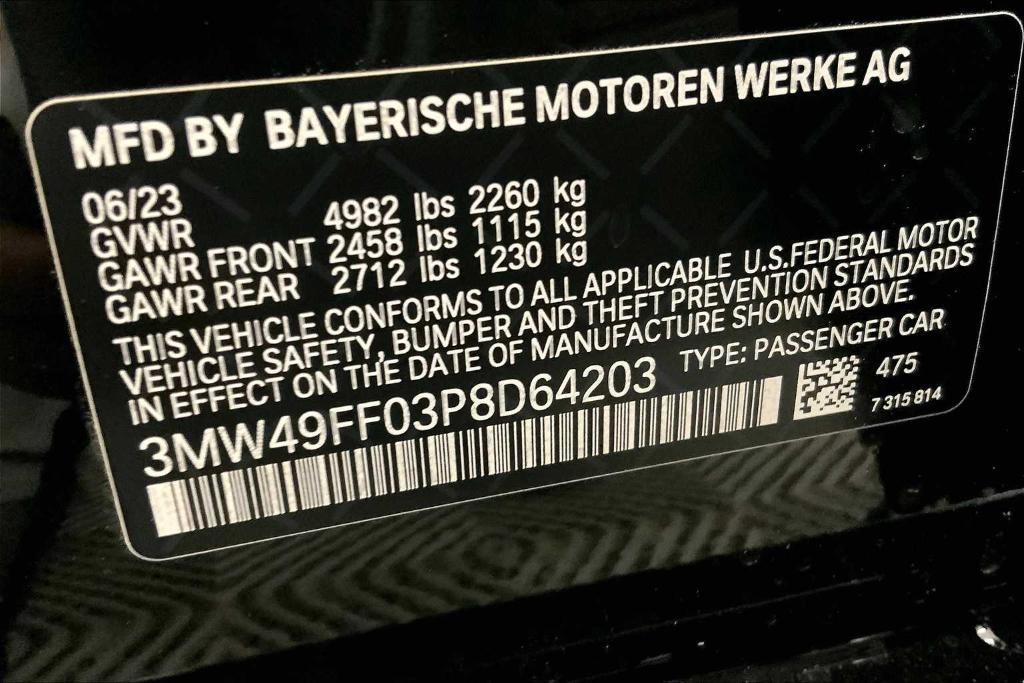 MFD BY BAYERISCHE MOTOREN WERKE AG
06/23
GVWR 4982 lbs 2260 kg
GAWR FRONT 2458 lbs 1115 kg
GAWR REAR 2712 lbs 1230 kg
THIS VEHICLE CONFORMS TO ALL APPLICABLE U.S.FEDERAL MOTOR
VEHICLE SAFETY, BUMPER AND THEFT PREVENTION STANDARDS
IN EFFECT ON THE DATE OF MANUFACTURE SHOWN ABOVE.
3MW49FF03P8D64203 TYPE: PASSENGER CAR
475
7 315 814